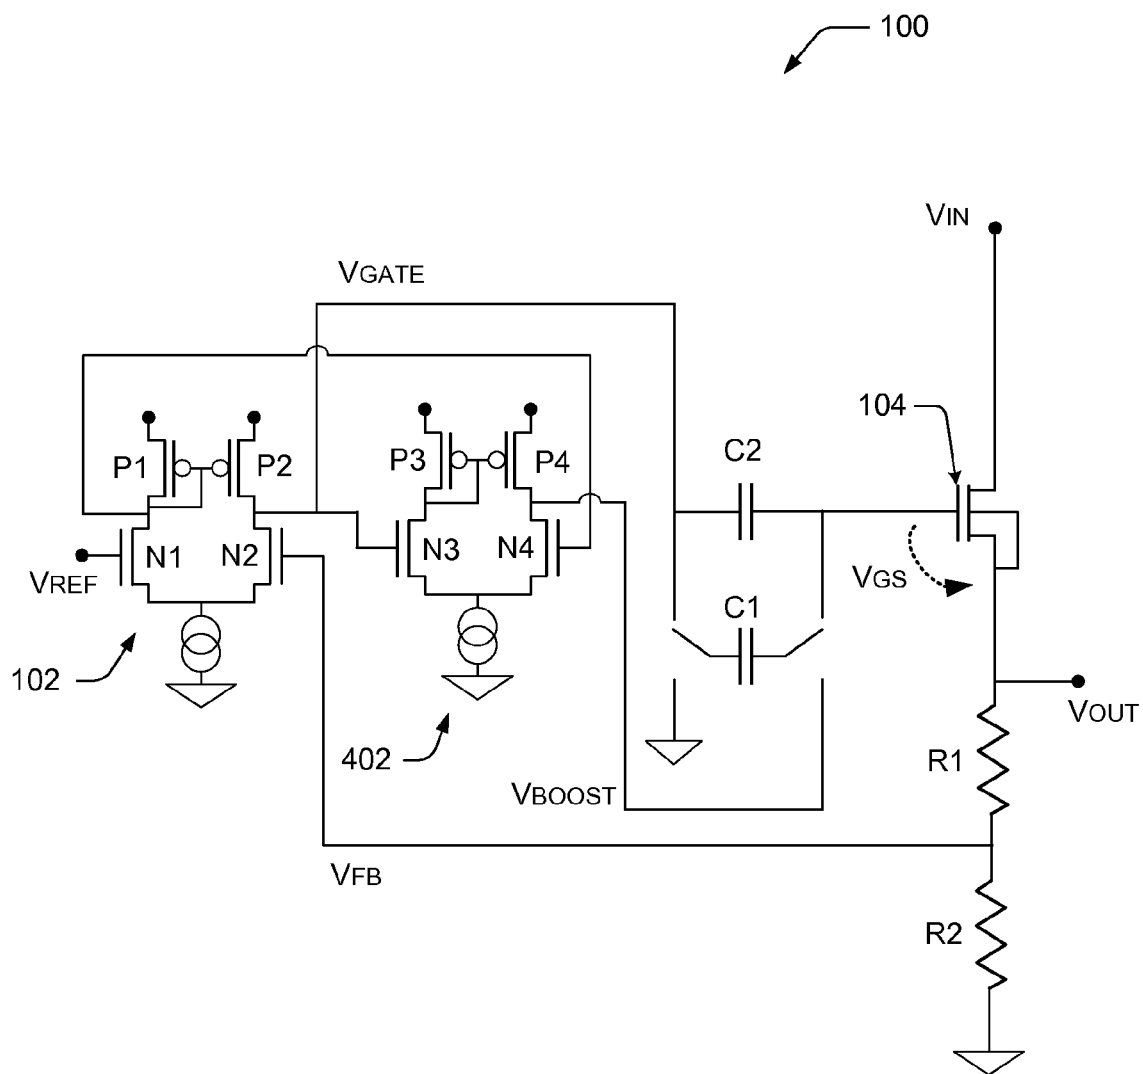 100
VIN
VGATE
104
P1
P2
P3
P4
C2
N1
N2
N3
N4
VREF
VGS
C1
102
402
VOUT
R1
VBOOST
VFB
R2